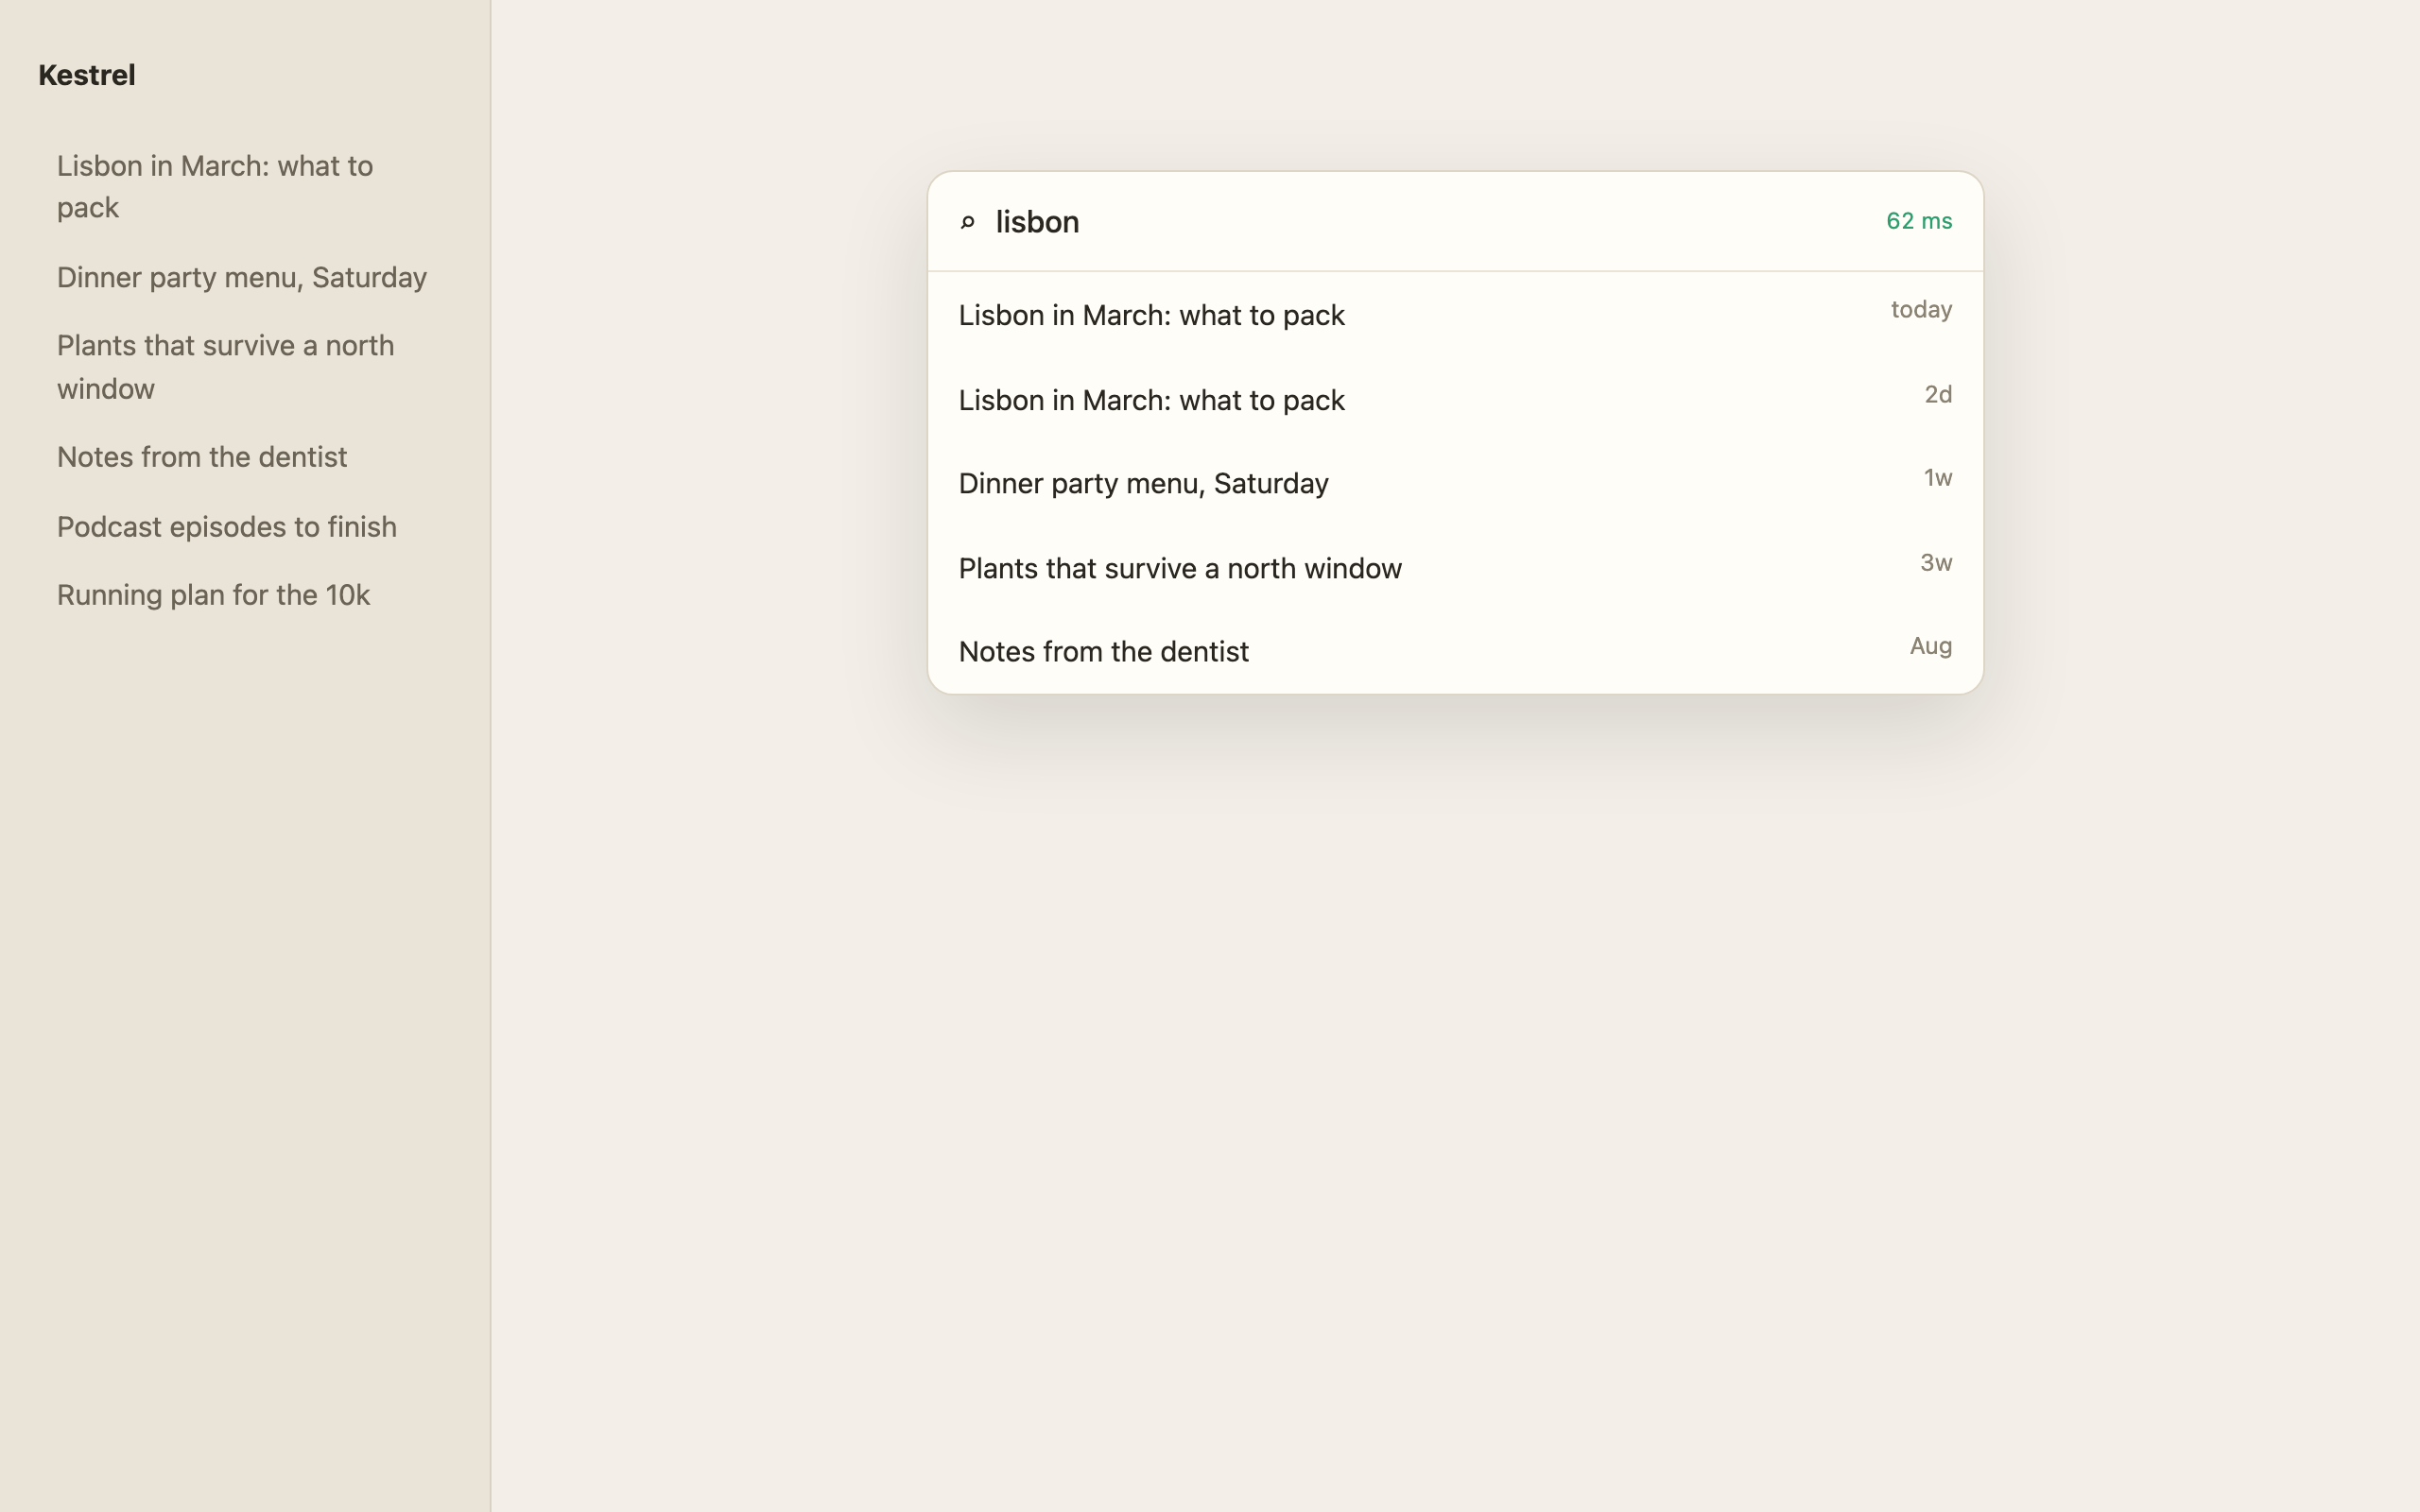 Kestrel
Lisbon in March: what to
pack
Dinner party menu, Saturday
Plants that survive a north
window
Notes from the dentist
Podcast episodes to finish
Running plan for the 10k
lisbon 62 ms
Lisbon in March: what to pack today
Lisbon in March: what to pack 2d
Dinner party menu, Saturday 1w
Plants that survive a north window 3w
Notes from the dentist Aug